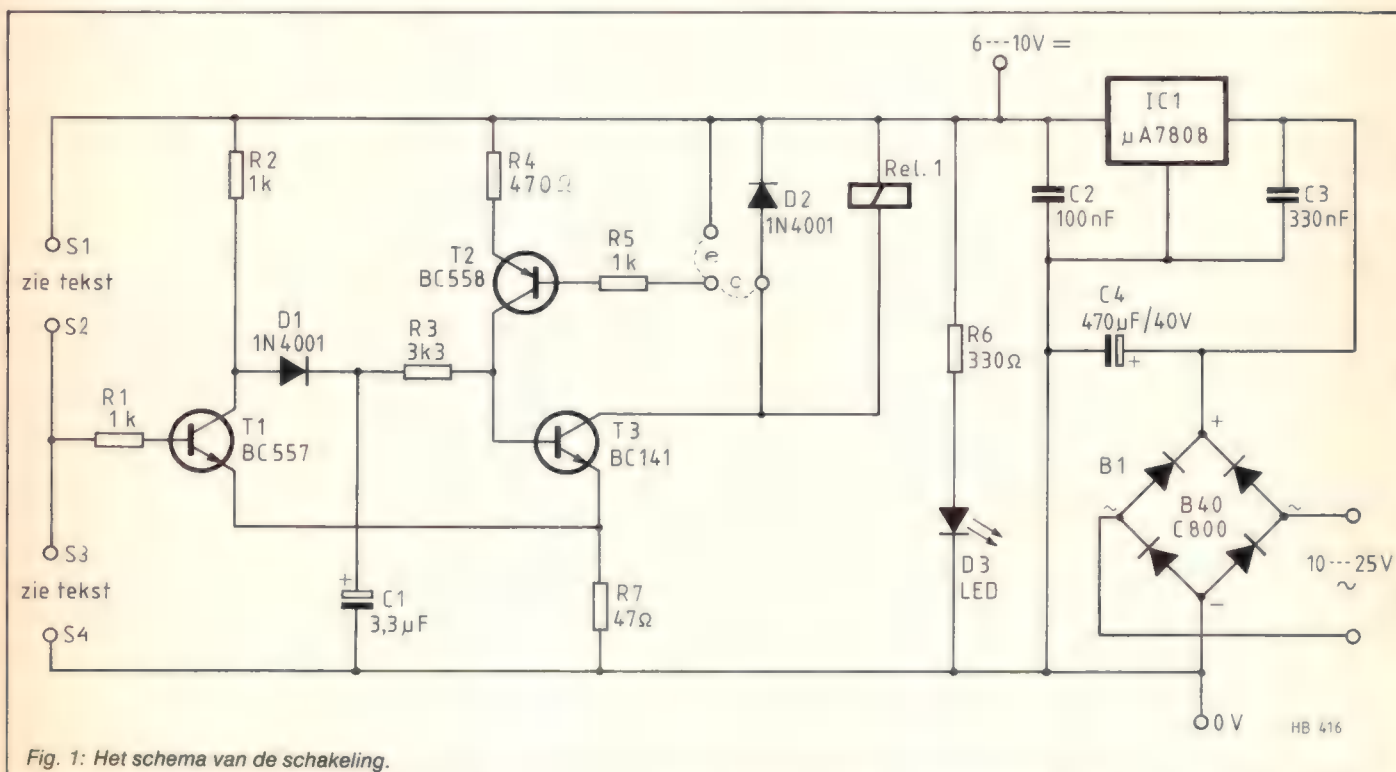 6---10V =
IC1
µA7808
R2
1k
R4
470Ω
Rel.1
D2
1N4001
C2
100nF
C3
330nF
S1
zie tekst
S2
T2
BC558
R5
1k
e
c
D1
1N4001
R3
3k3
C4
470µF/40V
+
R6
330Ω
R1
1k
T1
BC557
T3
BC141
+
B1
B40
C800
~
~
10---25V
~
-
S3
zie tekst
S4
+
C1
3,3µF
R7
47Ω
D3
LED
0V
HB 416
Fig. 1: Het schema van de schakeling.